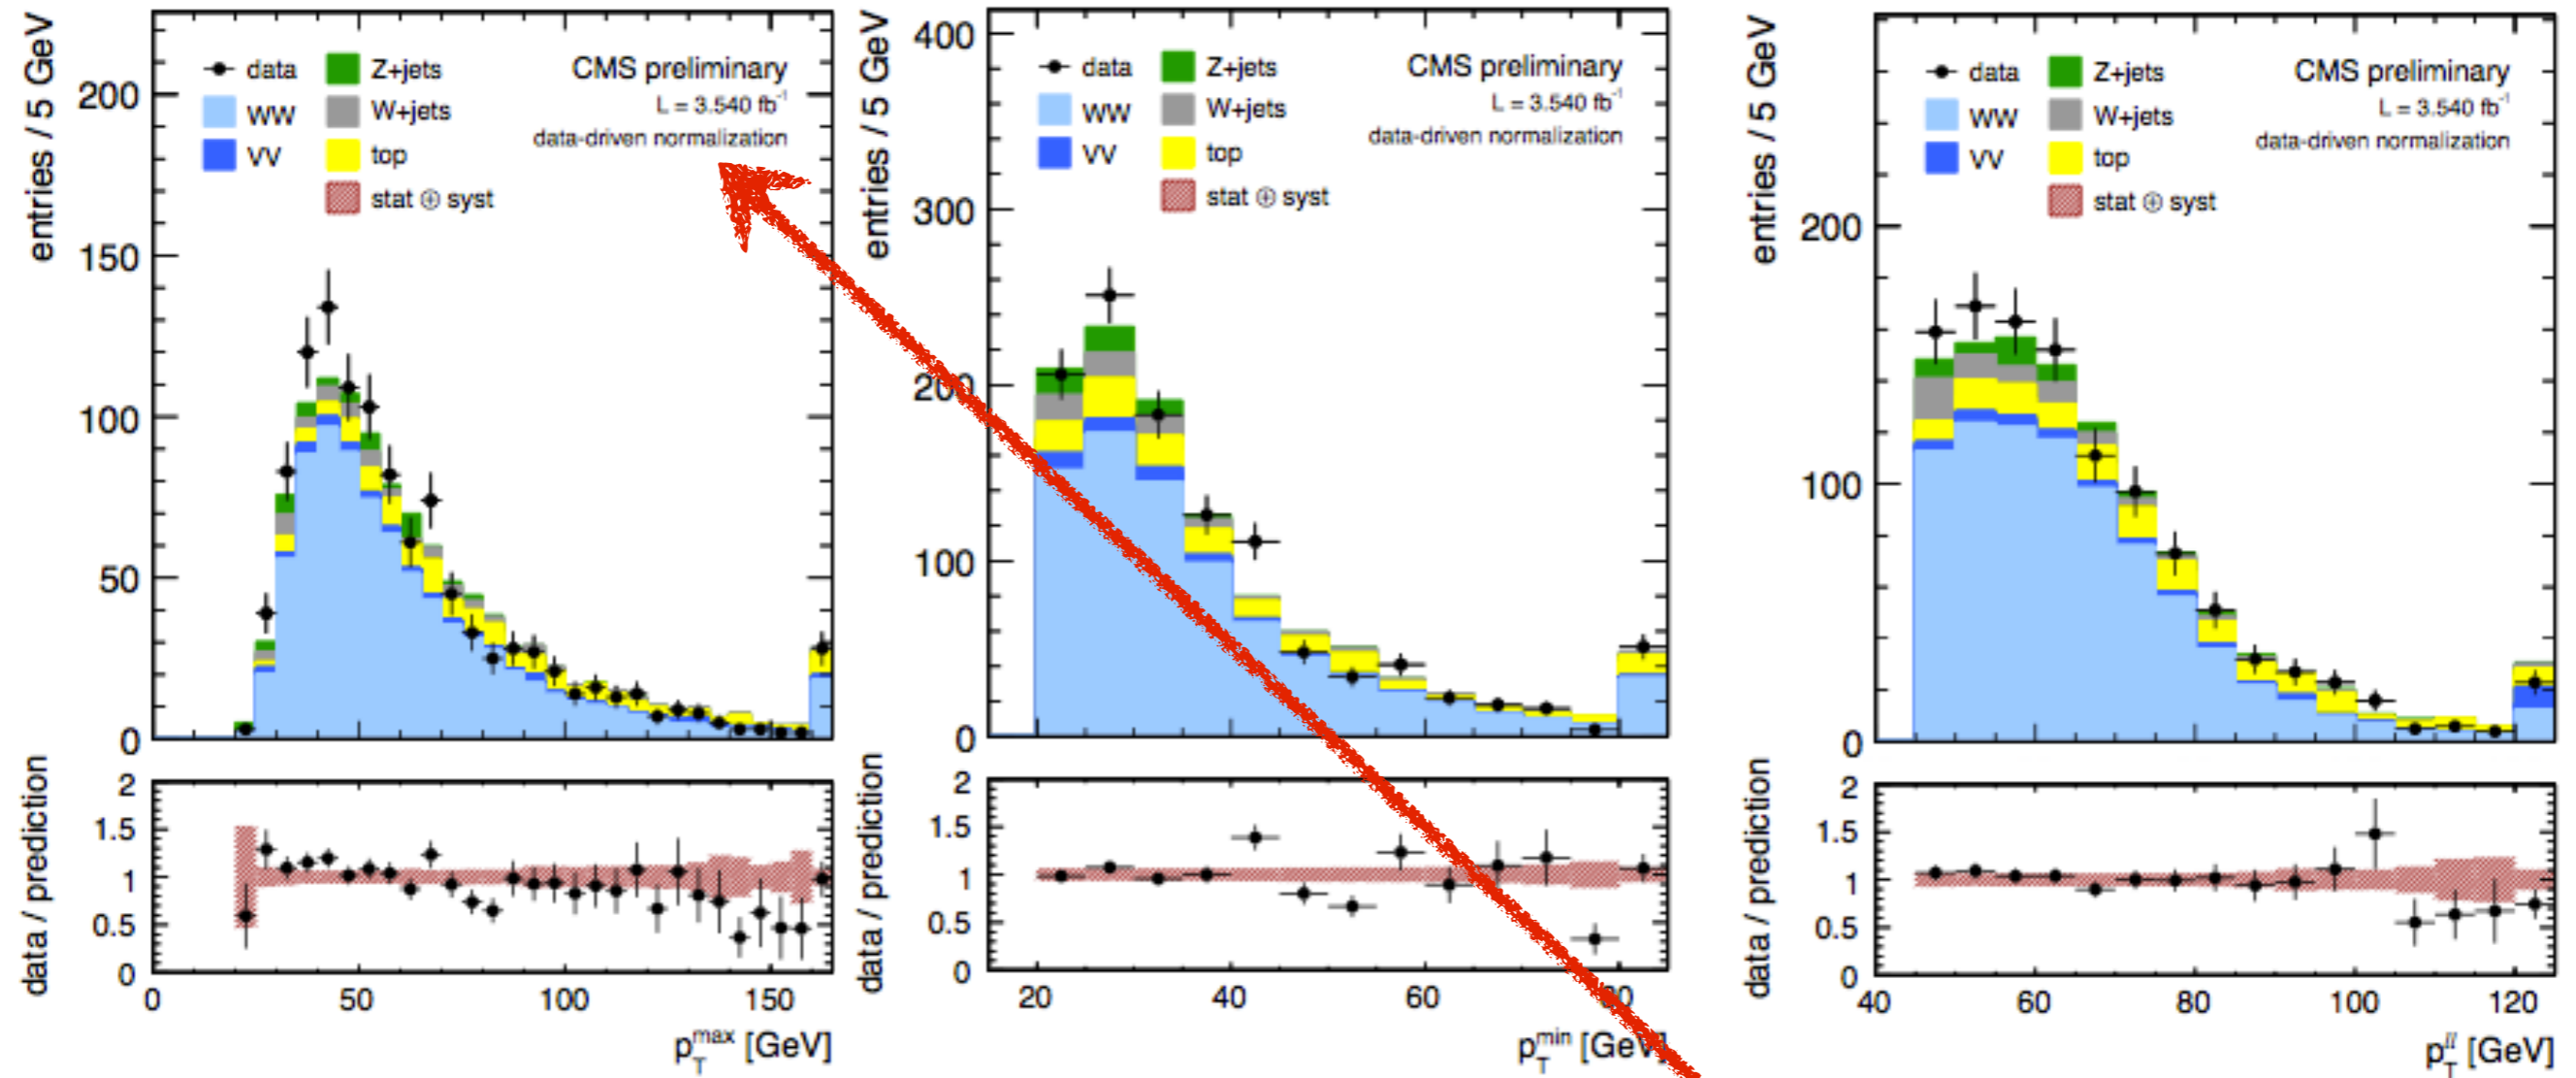 entries / 5 GeV
200
150
100
50
0
data
WW
VV
Z+jets
W+jets
top
stat ⊕ syst
CMS preliminary
L = 3.540 fb⁻¹
data-driven normalization
data / prediction
2
1.5
1
0.5
0
0 50 100 150
p_T^max [GeV]
entries / 5 GeV
400
300
200
100
0
data
WW
VV
Z+jets
W+jets
top
stat ⊕ syst
CMS preliminary
L = 3.540 fb⁻¹
data-driven normalization
data / prediction
2
1.5
1
0.5
0
20 40 60 80
p_T^min [GeV]
entries / 5 GeV
200
100
0
data
WW
VV
Z+jets
W+jets
top
stat ⊕ syst
CMS preliminary
L = 3.540 fb⁻¹
data-driven normalization
data / prediction
2
1.5
1
0.5
0
40 60 80 100 120
p_T^ll [GeV]